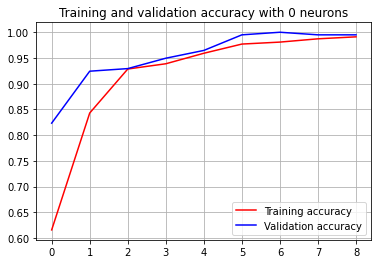 Training and validation accuracy with 0 neurons
1.00
0.95
0.90
0.85
0.80
0.75
0.70
0.65
0.60
Training accuracy
Validation accuracy
0 1 2 3 4 5 6 7 8